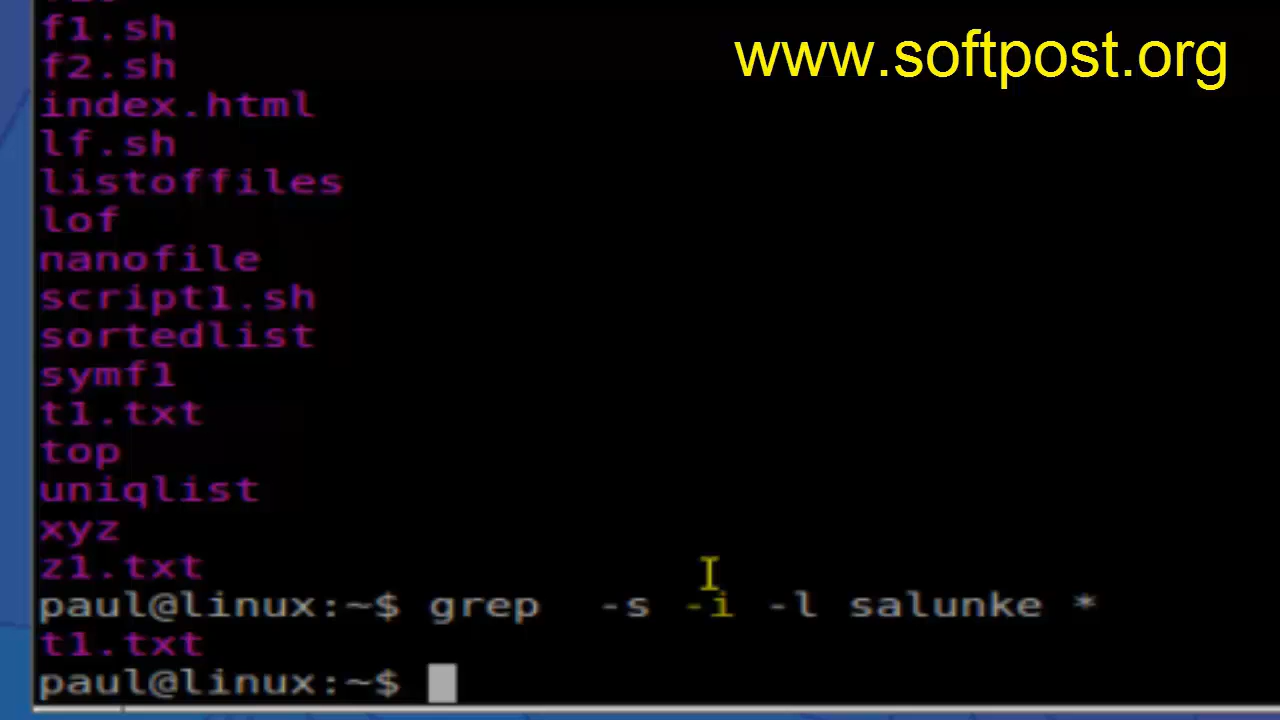 www.softpost.org
f1.sh
f2.sh
index.html
lf.sh
listoffiles
lof
nanofile
script1.sh
sortedlist
symf1
t1.txt
top
uniqlist
xyz
z1.txt
paul@linux:~$ grep  -s -i -l salunke *
t1.txt
paul@linux:~$